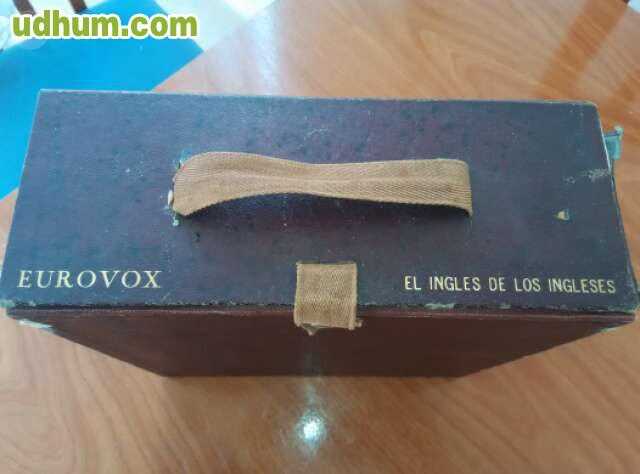 udhum.com
EUROVOX
EL INGLES DE LOS INGLESES